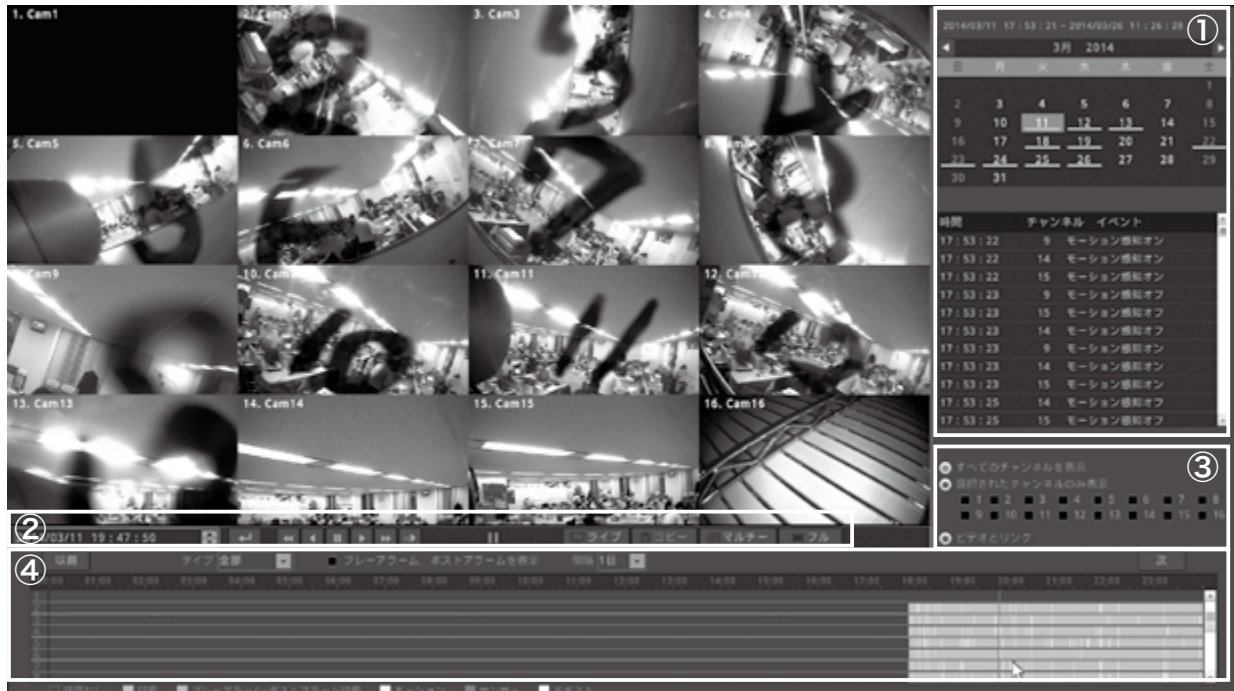 1. Cam1
2. Cam2
3. Cam3
4. Cam4
5. Cam5
6. Cam6
7. Cam7
9. Cam9
11. Cam11
13. Cam13
14. Cam14
15. Cam15
16. Cam16
①
2014/03/11 17:53:21 ~ 2014/03/26 11:26:28
3月 2014
日 月 火 水 木 金 土
1
2 3 4 5 6 7 8
9 10 11 12 13 14 15
16 17 18 19 20 21 22
23 24 25 26 27 28 29
30 31
時間 チャンネル イベント
17:53:22 9 モーション感知オン
17:53:22 14 モーション感知オン
17:53:22 15 モーション感知オン
17:53:23 9 モーション感知オフ
17:53:23 15 モーション感知オフ
17:53:23 14 モーション感知オフ
17:53:23 9 モーション感知オン
17:53:23 14 モーション感知オン
17:53:23 15 モーション感知オン
17:53:25 14 モーション感知オフ
17:53:25 15 モーション感知オフ
②
/03/11 19:47:50
ライブ コピー マルチー フル
③
すべてのチャンネルを表示
選択されたチャンネルのみ表示
1 2 3 4 5 6 7 8
9 10 11 12 13 14 15 16
ビデオとリンク
④
以前 タイプ 全部 プレーアラーム, ポストアラームを表示 間隔 1日 次
01:00 02:00 03:00 04:00 05:00 06:00 07:00 08:00 09:00 10:00 11:00 12:00 13:00 14:00 15:00 16:00 17:00 18:00 19:00 20:00 21:00 22:00 23:00